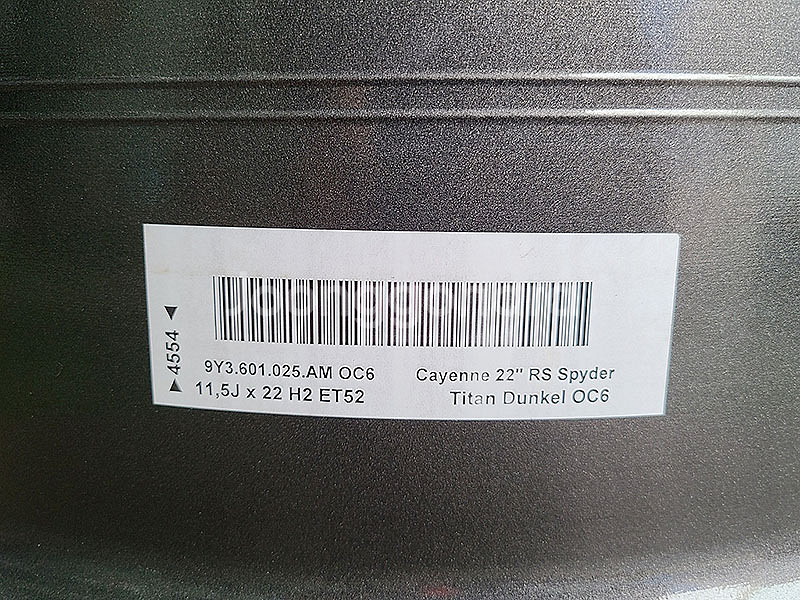 ►4554◄
9Y3.601.025.AM OC6
11,5J x 22 H2 ET52
Cayenne 22" RS Spyder
Titan Dunkel OC6